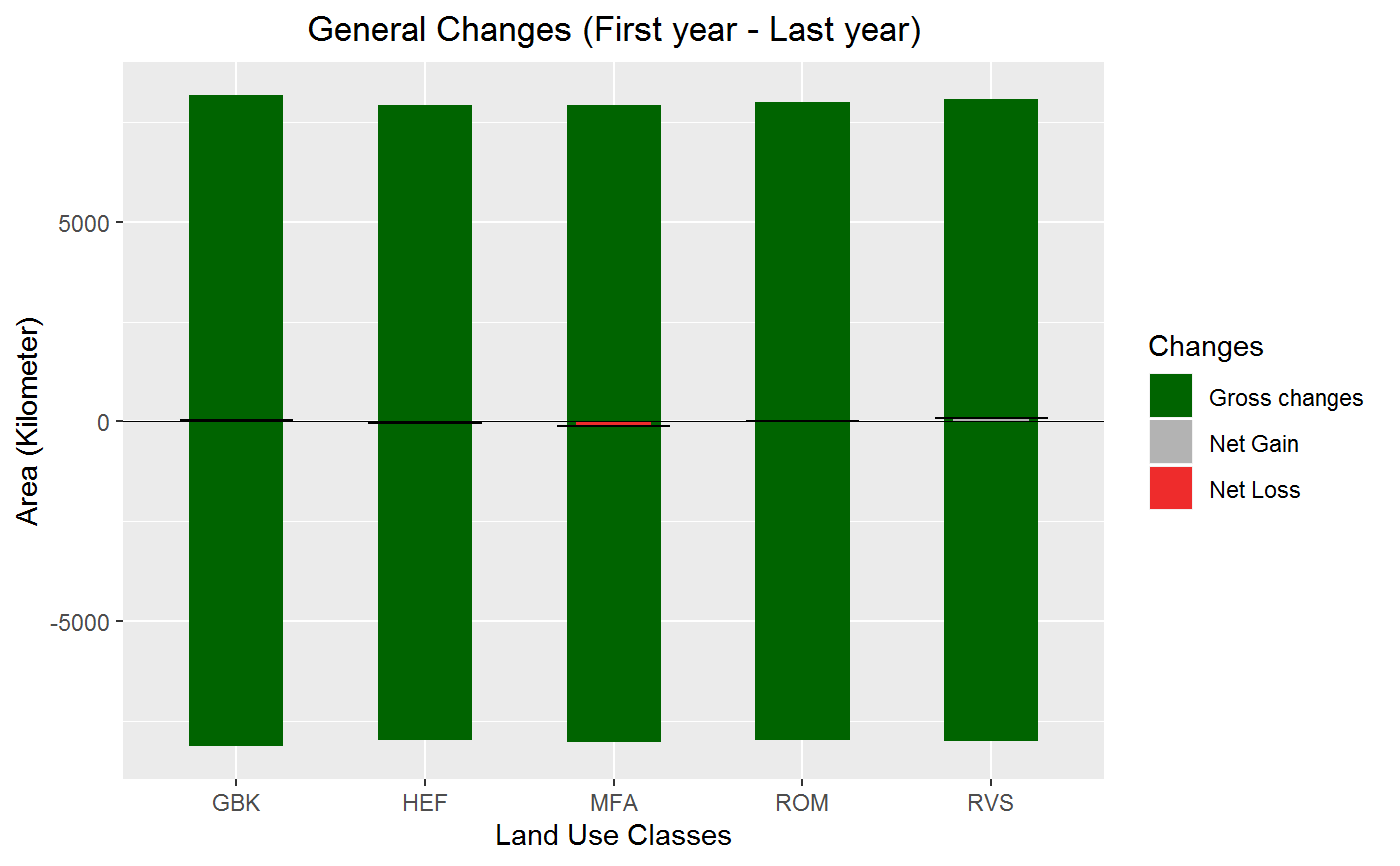 General Changes (First year - Last year)
Area (Kilometer)
5000
0
-5000
GBK HEF MFA ROM RVS
Land Use Classes
Changes
Gross changes
Net Gain
Net Loss